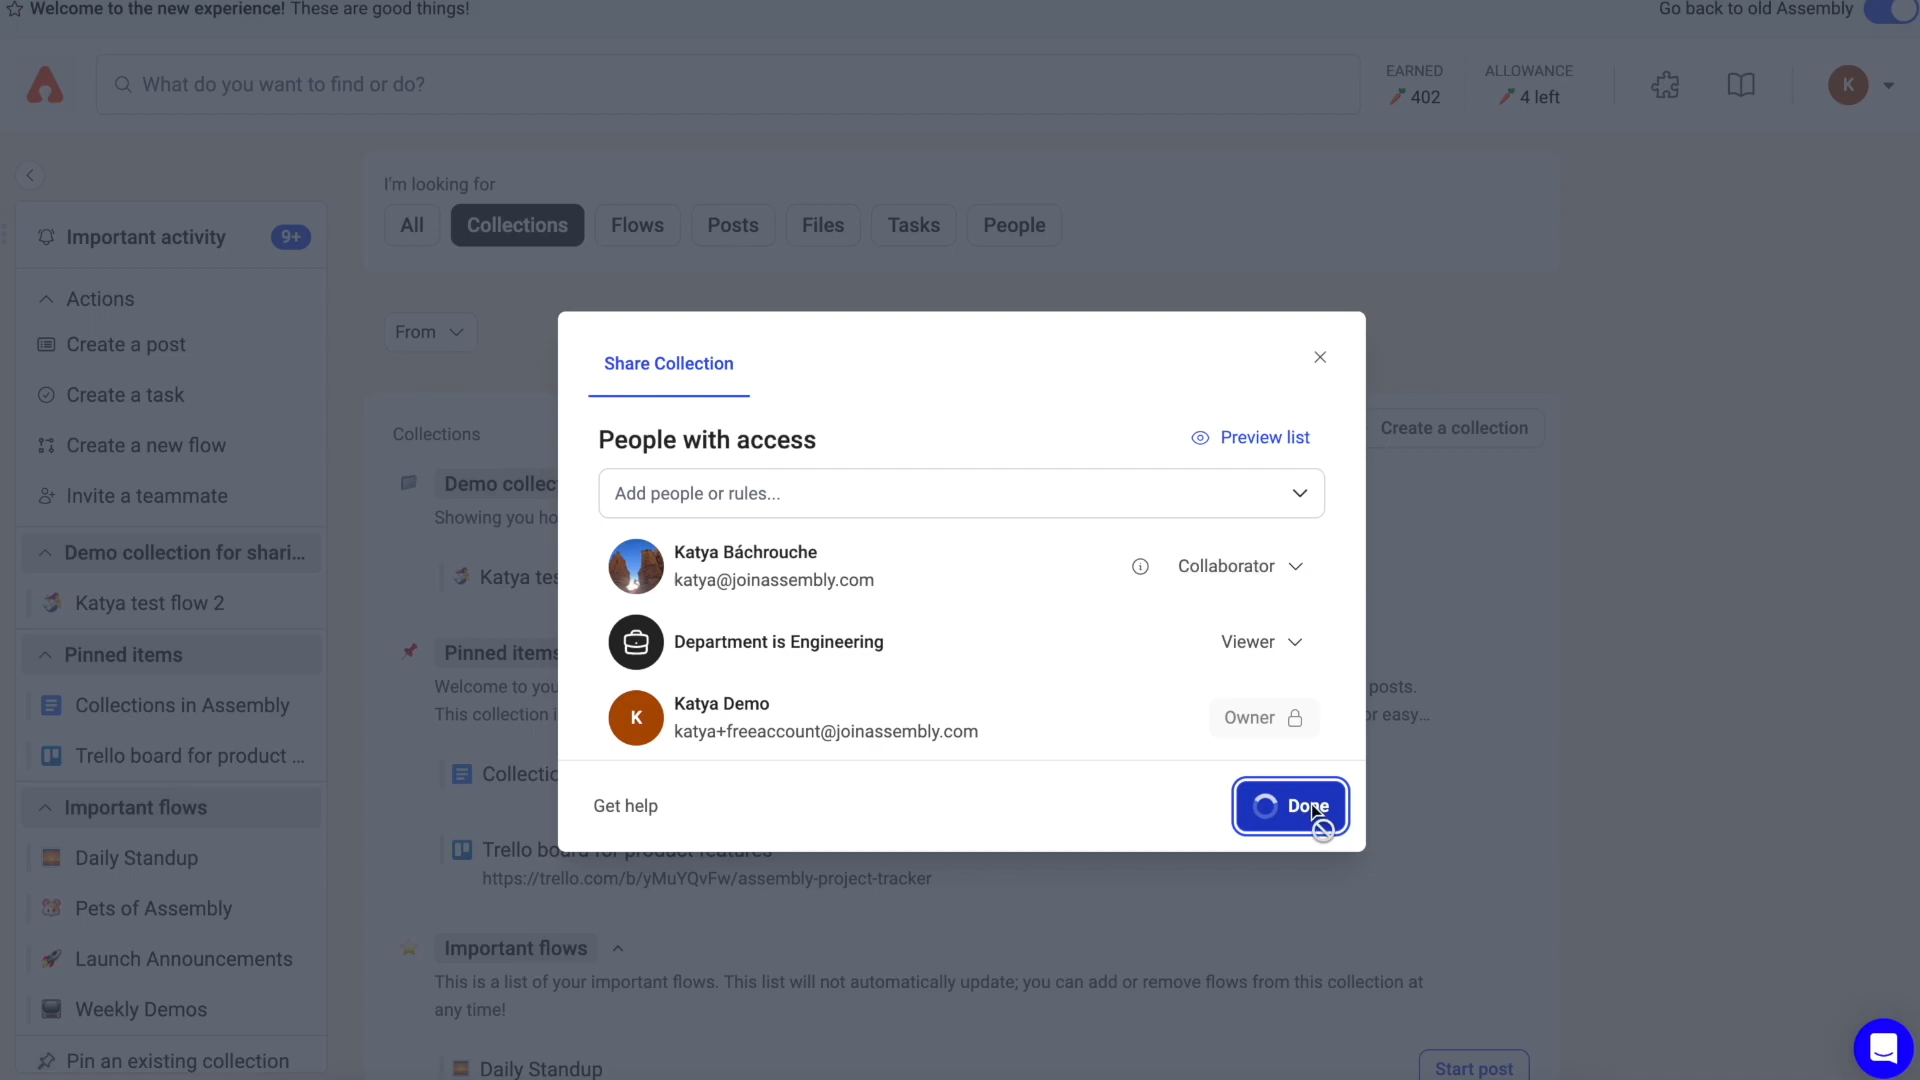 Welcome to the new experience! These are good things!
Go back to old Assembly
What do you want to find or do?
EARNED
402
ALLOWANCE
4 left
K
I'm looking for
All
Collections
Flows
Posts
Files
Tasks
People
Important activity
9+
Actions
Create a post
Create a task
Create a new flow
Invite a teammate
Demo collection for shari...
Katya test flow 2
Pinned items
Collections in Assembly
Trello board for product ...
Important flows
Daily Standup
Pets of Assembly
Launch Announcements
Weekly Demos
Pin an existing collection
From
Collections
Create a collection
Demo collec
Showing you ho
Katya tes
Pinned items
Welcome to you
posts.
This collection i
or easy...
Collectio
Trello board for product features
https://trello.com/b/yMuYQvFw/assembly-project-tracker
Important flows
This is a list of your important flows. This list will not automatically update; you can add or remove flows from this collection at
any time!
Daily Standup
Start post
Share Collection
People with access
Preview list
Add people or rules...
Katya Báchrouche
katya@joinassembly.com
Collaborator
Department is Engineering
Viewer
K
Katya Demo
katya+freeaccount@joinassembly.com
Owner
Get help
Done